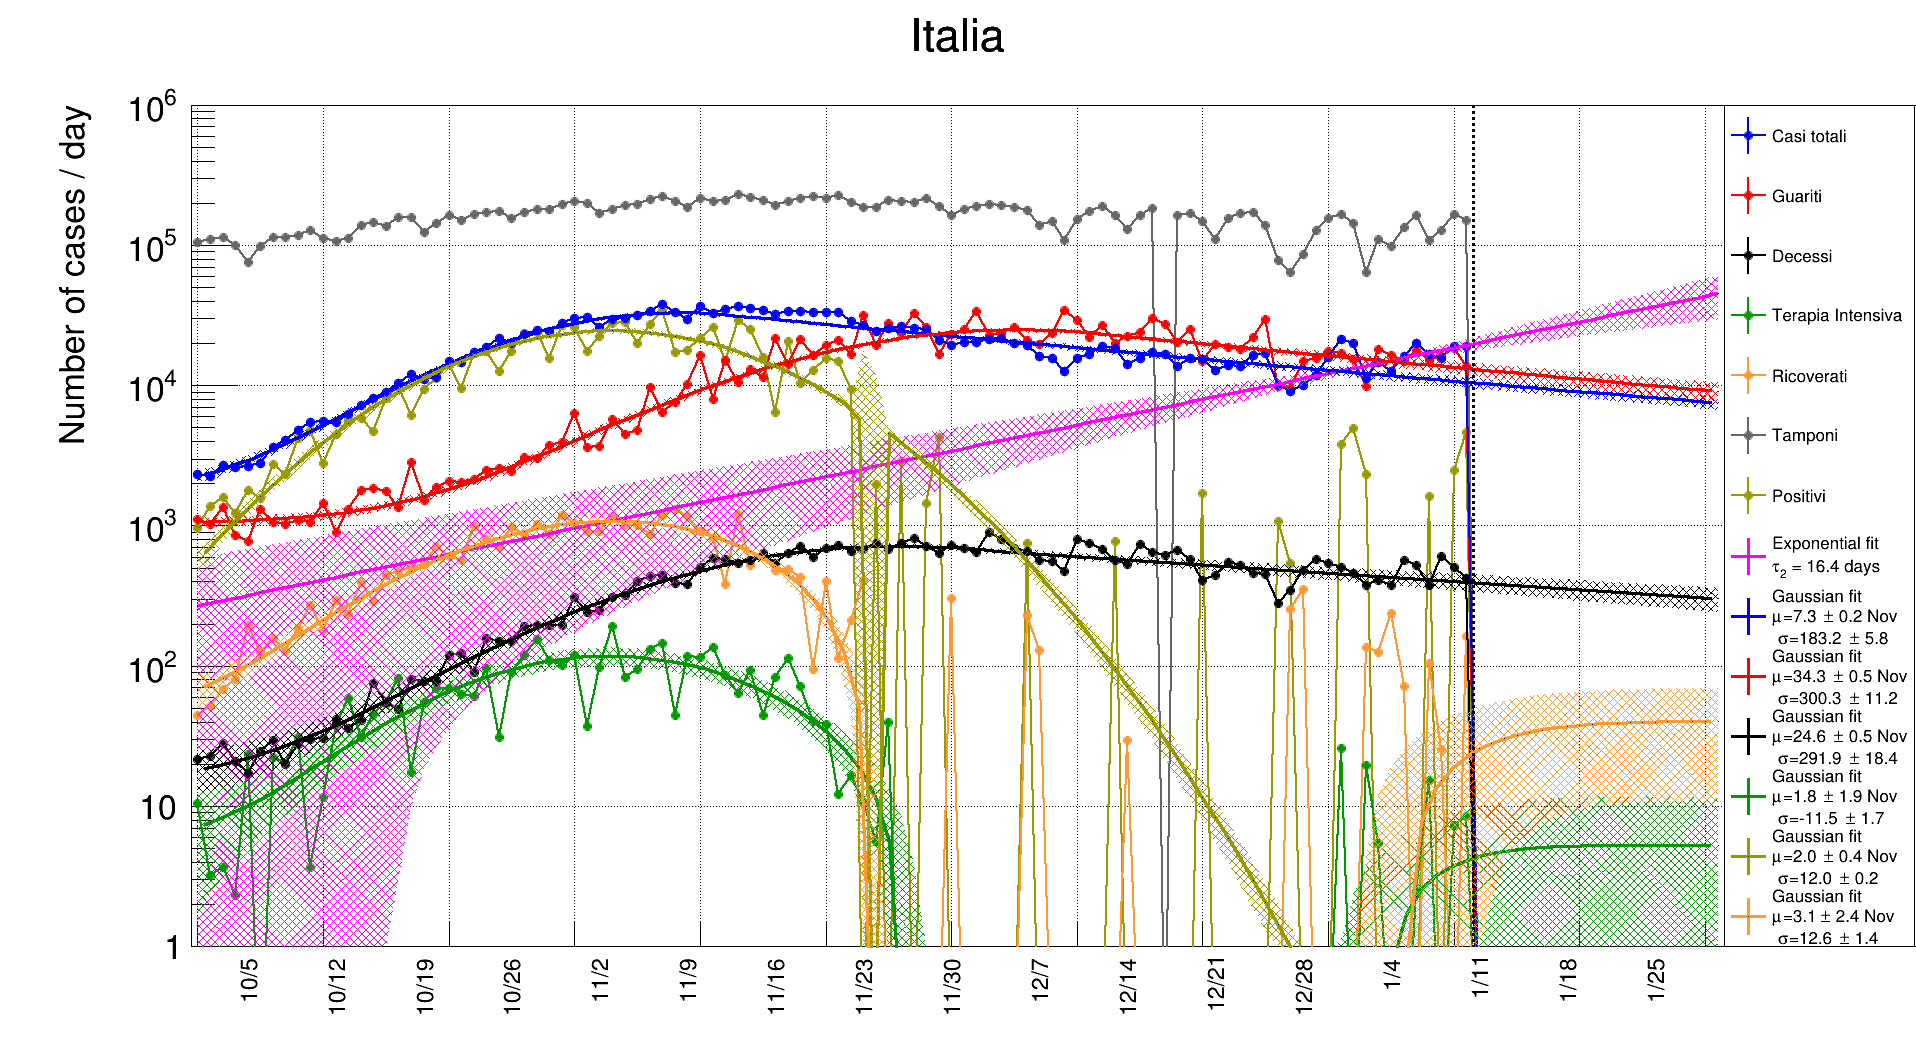 Italia
Number of cases / day
10^6
10^5
10^4
10^3
10^2
10
1
10/5
10/12
10/19
10/26
11/2
11/9
11/16
11/23
11/30
12/7
12/14
12/21
12/28
1/4
1/11
1/18
1/25
Casi totali
Guariti
Decessi
Terapia Intensiva
Ricoverati
Tamponi
Positivi
Exponential fit
τ₂ = 16.4 days
Gaussian fit
μ=7.3 ± 0.2 Nov
σ=183.2 ± 5.8
Gaussian fit
μ=34.3 ± 0.5 Nov
σ=300.3 ± 11.2
Gaussian fit
μ=24.6 ± 0.5 Nov
σ=291.9 ± 18.4
Gaussian fit
μ=1.8 ± 1.9 Nov
σ=-11.5 ± 1.7
Gaussian fit
μ=2.0 ± 0.4 Nov
σ=12.0 ± 0.2
Gaussian fit
μ=3.1 ± 2.4 Nov
σ=12.6 ± 1.4